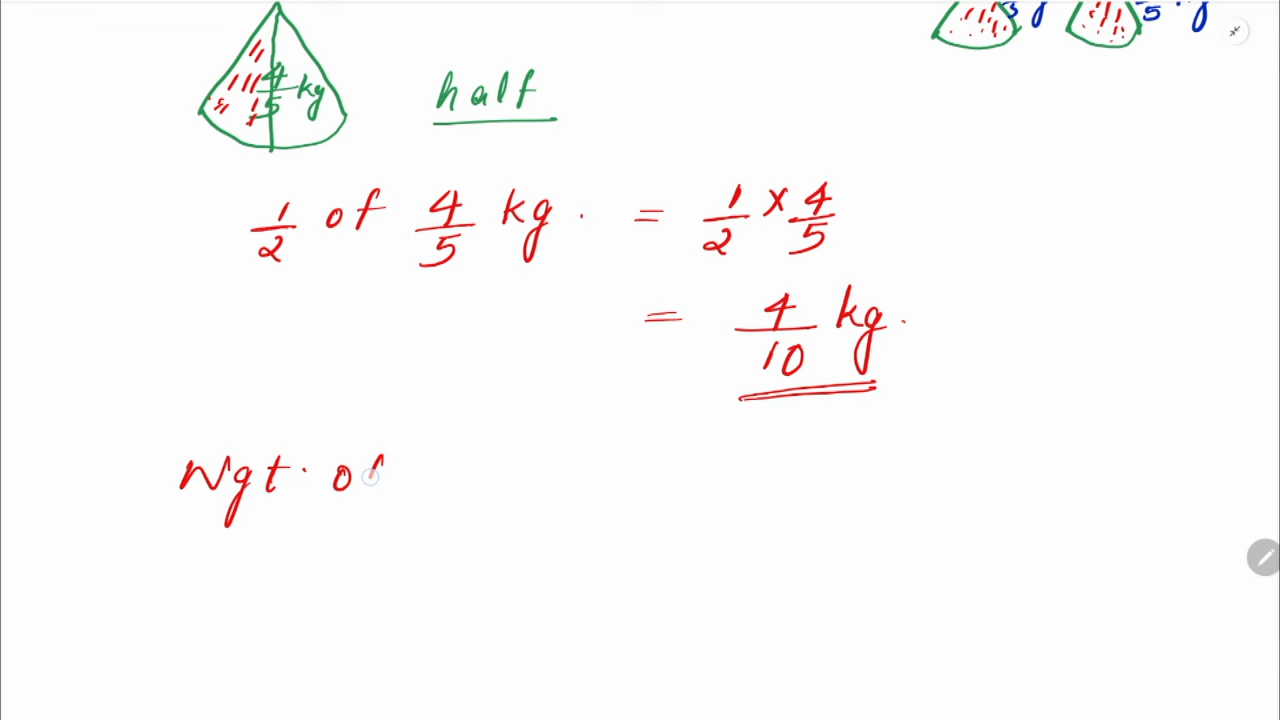 4/5 kg
half
1/2 of 4/5 kg. = 1/2 × 4/5
= 4/10 kg.
Wgt. of